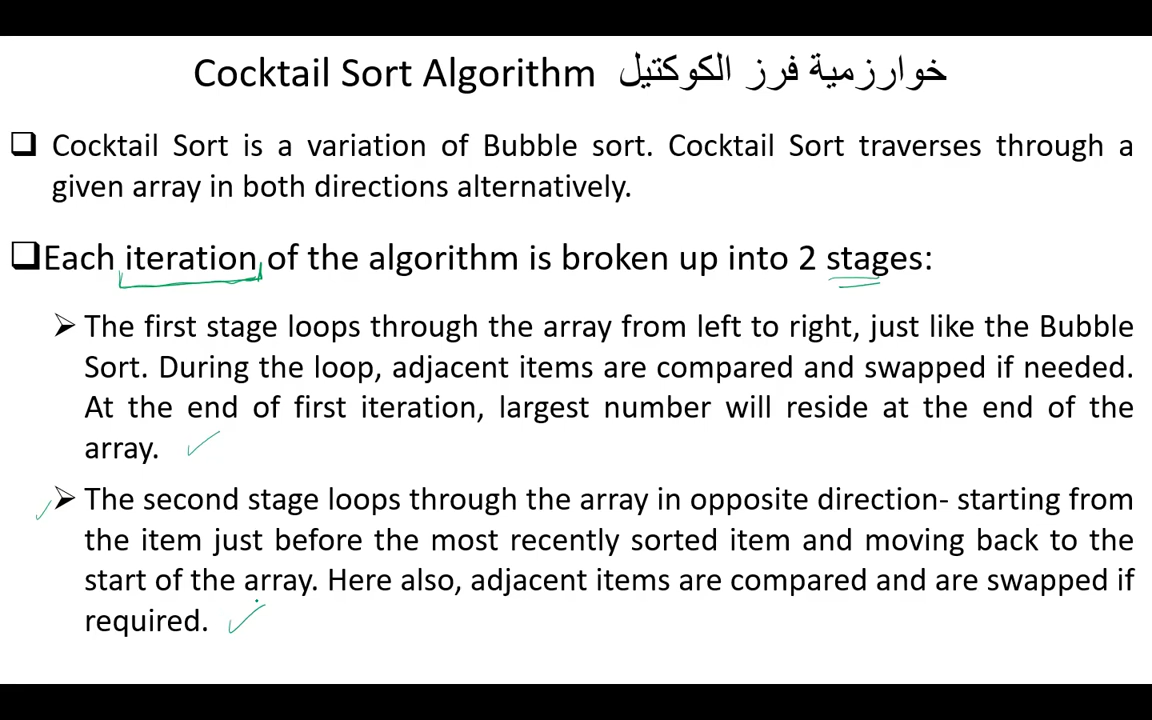 Cocktail Sort Algorithm خوارزمية فرز الكوكتيل
❑ Cocktail Sort is a variation of Bubble sort. Cocktail Sort traverses through a
given array in both directions alternatively.
❑Each iteration of the algorithm is broken up into 2 stages:
➢ The first stage loops through the array from left to right, just like the Bubble
Sort. During the loop, adjacent items are compared and swapped if needed.
At the end of first iteration, largest number will reside at the end of the
array.
➢ The second stage loops through the array in opposite direction- starting from
the item just before the most recently sorted item and moving back to the
start of the array. Here also, adjacent items are compared and are swapped if
required.